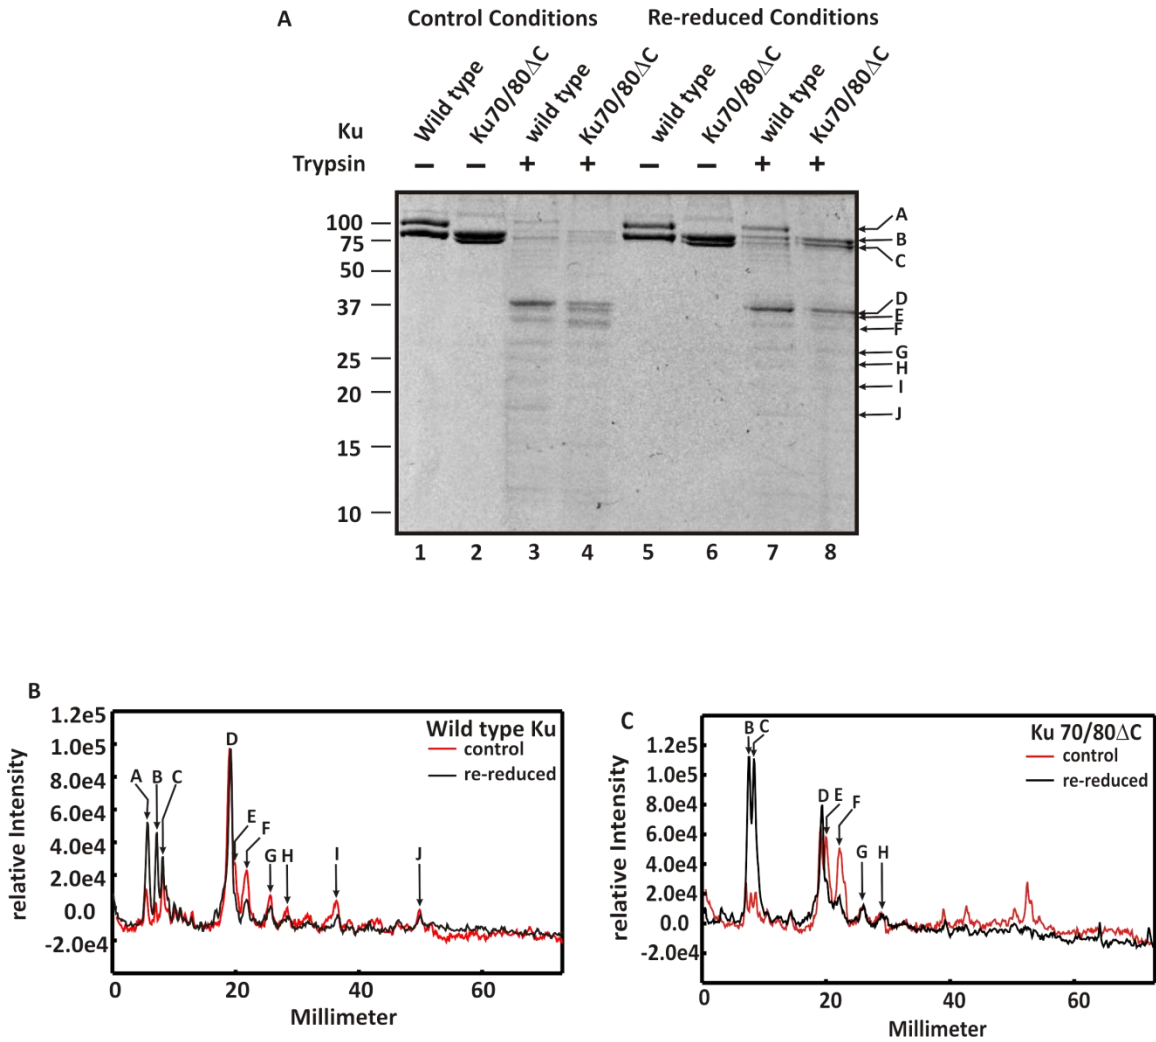 A
Control Conditions
Re-reduced Conditions
Wild type
Ku70/80ΔC
wild type
Ku70/80ΔC
wild type
Ku70/80ΔC
wild type
Ku70/80ΔC
Ku
Trypsin − − + + − − + +
100
75
50
37
25
20
15
10
A
B
C
D
E
F
G
H
I
J
1 2 3 4 5 6 7 8
B
Wild type Ku
control
re-reduced
relative Intensity
1.2e5
1.0e5
8.0e4
6.0e4
4.0e4
2.0e4
0.0
-2.0e4
A B C D E F G H I J
0 20 40 60
Millimeter
C
Ku 70/80ΔC
control
re-reduced
relative intensity
1.2e5
1.0e5
8.0e4
6.0e4
4.0e4
2.0e4
0.0
-2.0e4
B C D E F G H
0 20 40 60
Millimeter